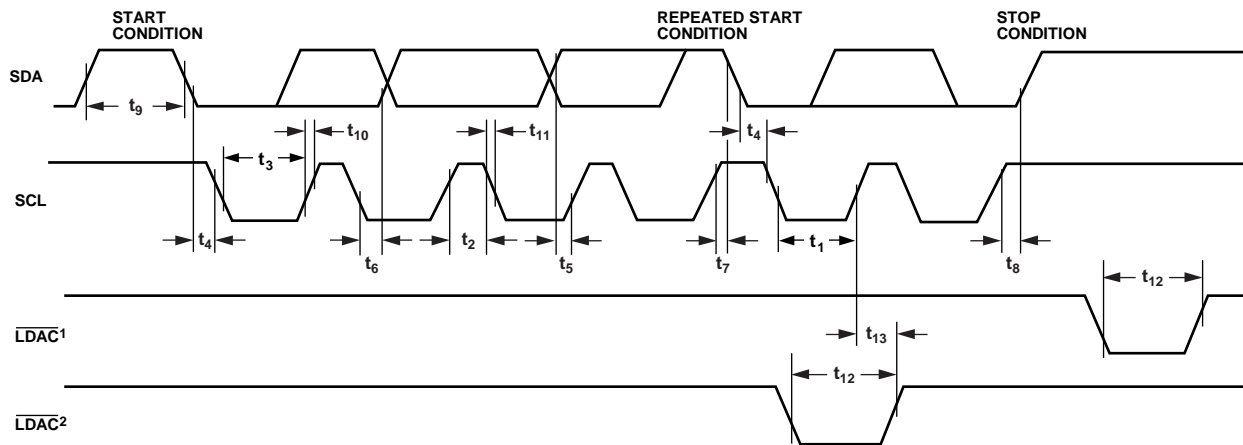 START
CONDITION
REPEATED START
CONDITION
STOP
CONDITION
SDA
t9
t10
t11
t4
t3
SCL
t4
t6
t2
t5
t7
t1
t8
t12
LDAC1
t13
t12
LDAC2